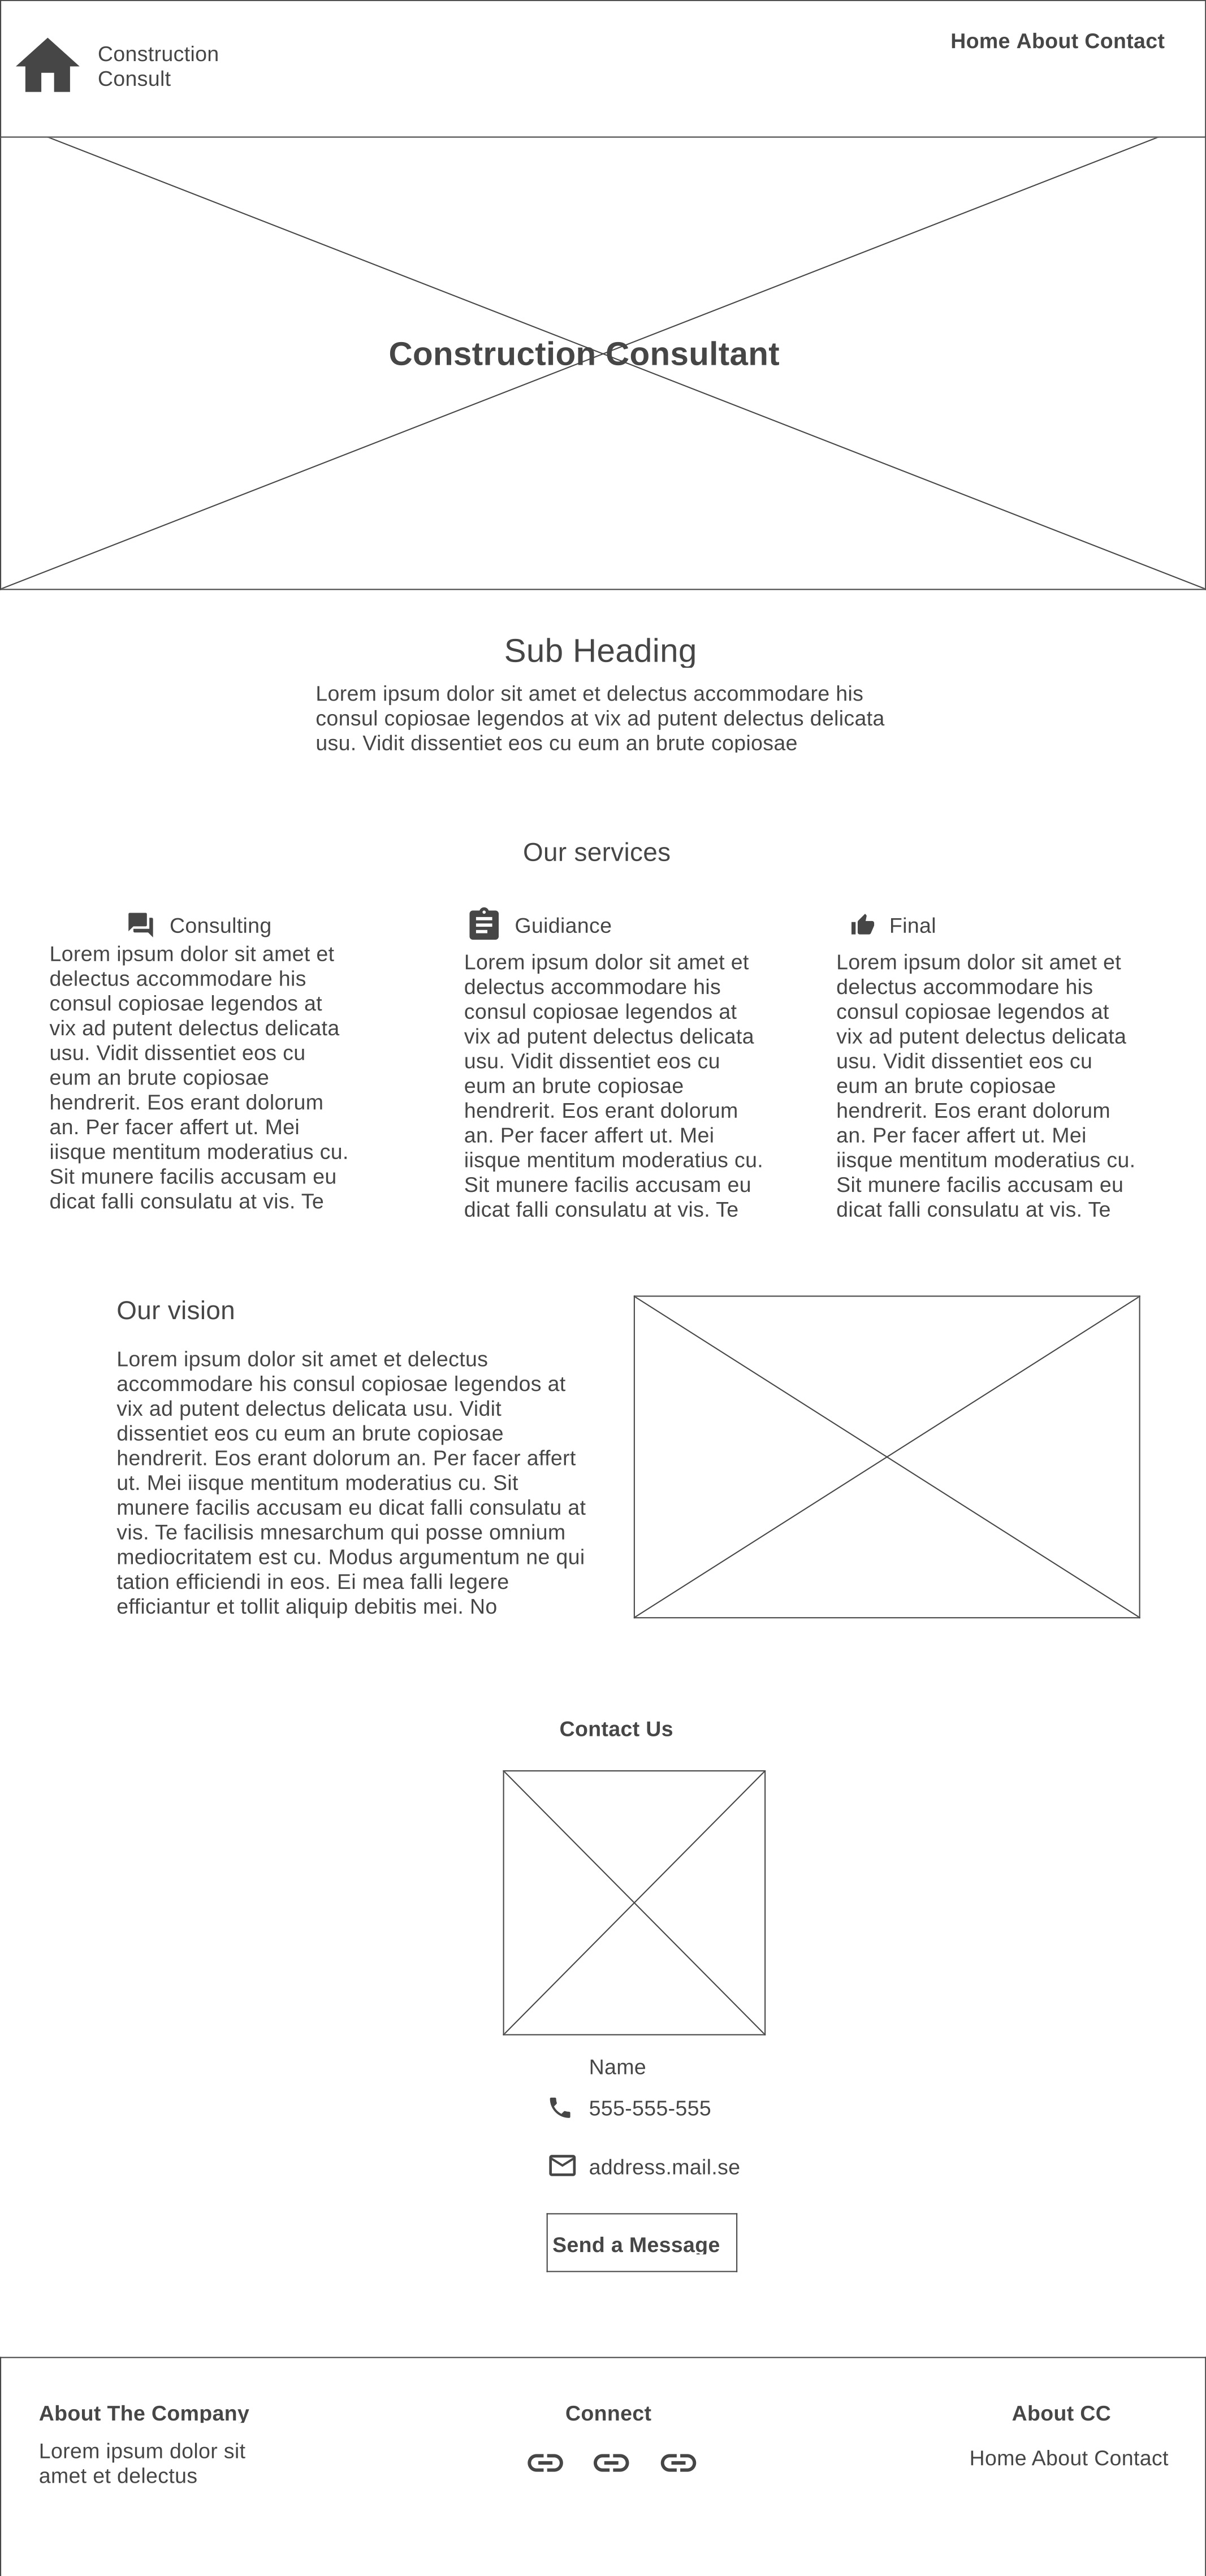 Construction
Consult
Home About Contact
Construction Consultant
Sub Heading
Lorem ipsum dolor sit amet et delectus accommodare his
consul copiosae legendos at vix ad putent delectus delicata
usu. Vidit dissentiet eos cu eum an brute copiosae
Our services
Consulting
Lorem ipsum dolor sit amet et
delectus accommodare his
consul copiosae legendos at
vix ad putent delectus delicata
usu. Vidit dissentiet eos cu
eum an brute copiosae
hendrerit. Eos erant dolorum
an. Per facer affert ut. Mei
iisque mentitum moderatius cu.
Sit munere facilis accusam eu
dicat falli consulatu at vis. Te
Guidiance
Lorem ipsum dolor sit amet et
delectus accommodare his
consul copiosae legendos at
vix ad putent delectus delicata
usu. Vidit dissentiet eos cu
eum an brute copiosae
hendrerit. Eos erant dolorum
an. Per facer affert ut. Mei
iisque mentitum moderatius cu.
Sit munere facilis accusam eu
dicat falli consulatu at vis. Te
Final
Lorem ipsum dolor sit amet et
delectus accommodare his
consul copiosae legendos at
vix ad putent delectus delicata
usu. Vidit dissentiet eos cu
eum an brute copiosae
hendrerit. Eos erant dolorum
an. Per facer affert ut. Mei
iisque mentitum moderatius cu.
Sit munere facilis accusam eu
dicat falli consulatu at vis. Te
Our vision
Lorem ipsum dolor sit amet et delectus
accommodare his consul copiosae legendos at
vix ad putent delectus delicata usu. Vidit
dissentiet eos cu eum an brute copiosae
hendrerit. Eos erant dolorum an. Per facer affert
ut. Mei iisque mentitum moderatius cu. Sit
munere facilis accusam eu dicat falli consulatu at
vis. Te facilisis mnesarchum qui posse omnium
mediocritatem est cu. Modus argumentum ne qui
tation efficiendi in eos. Ei mea falli legere
efficiantur et tollit aliquip debitis mei. No
Contact Us
Name
555-555-555
address.mail.se
Send a Message
About The Company
Lorem ipsum dolor sit
amet et delectus
Connect
About CC
Home About Contact